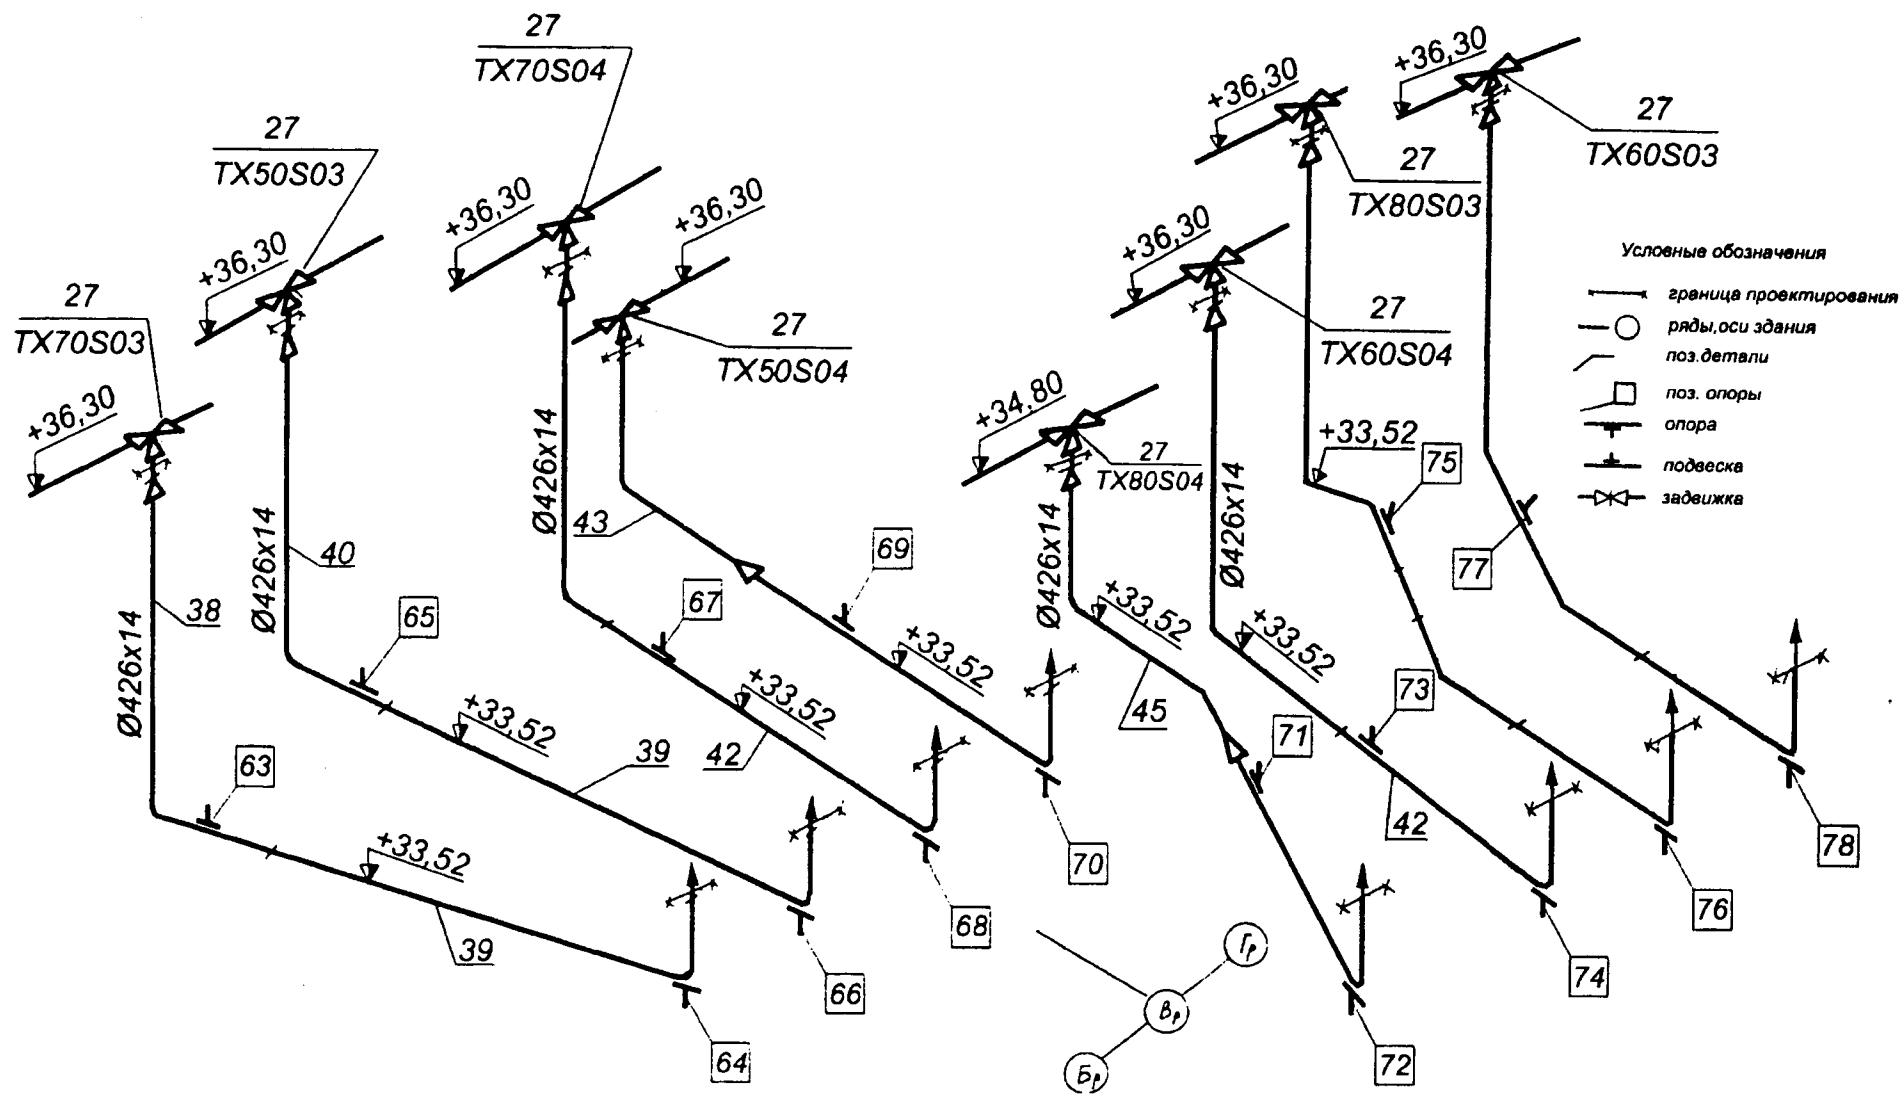 27
TX70S04
27
TX50S03
27
TX70S03
+36,30
+36,30
+36,30
+36,30
27
TX50S04
Ø426x14
Ø426x14
Ø426x14
38
40
43
63
65
67
69
+33,52
+33,52
+33,52
+33,52
39
39
42
64
66
68
70
+36,30
+36,30
27
TX60S03
27
TX80S03
+36,30
27
TX60S04
+34,80
27
TX80S04
Ø426x14
Ø426x14
+33,52
75
77
+33,52
+33,52
45
71
73
42
72
74
76
78
Гр
Вр
Бр
Условные обозначения
граница проектирования
ряды,оси здания
поз.детали
поз. опоры
опора
подвеска
задвижка